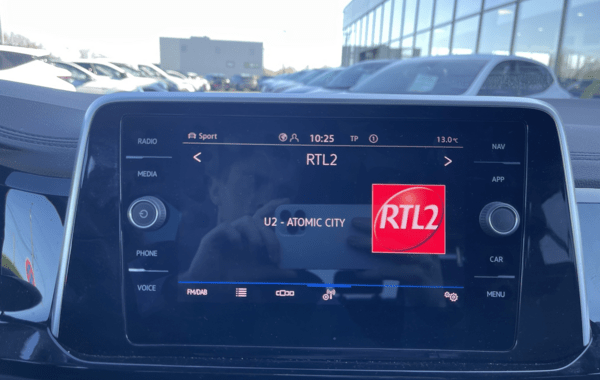 Sport 10:25 TP 13.0°C
RADIO
MEDIA
PHONE
VOICE
< RTL2 >
U2 - ATOMIC CITY
RTL2
FM/DAB
NAV
APP
CAR
MENU